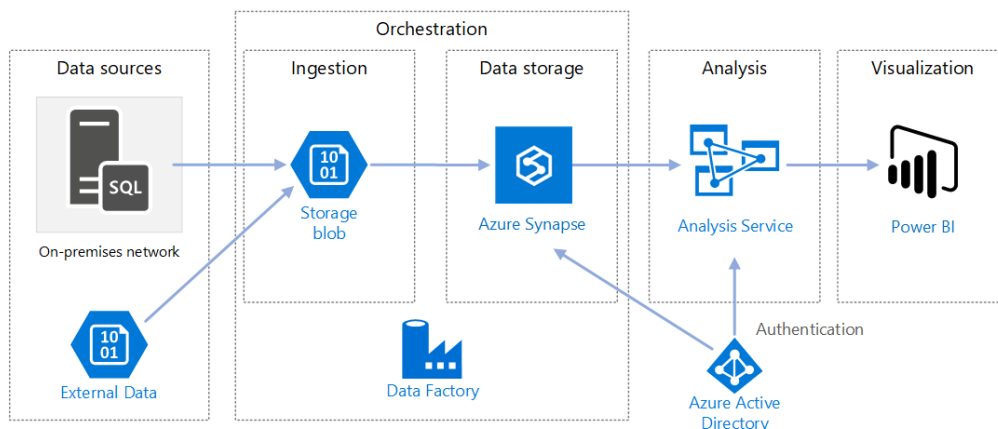 Orchestration
Data sources
Ingestion
Data storage
Analysis
Visualization
SQL
10
01
On-premises network
Storage
blob
Azure Synapse
Analysis Service
Power BI
10
01
External Data
Data Factory
Authentication
Azure Active
Directory